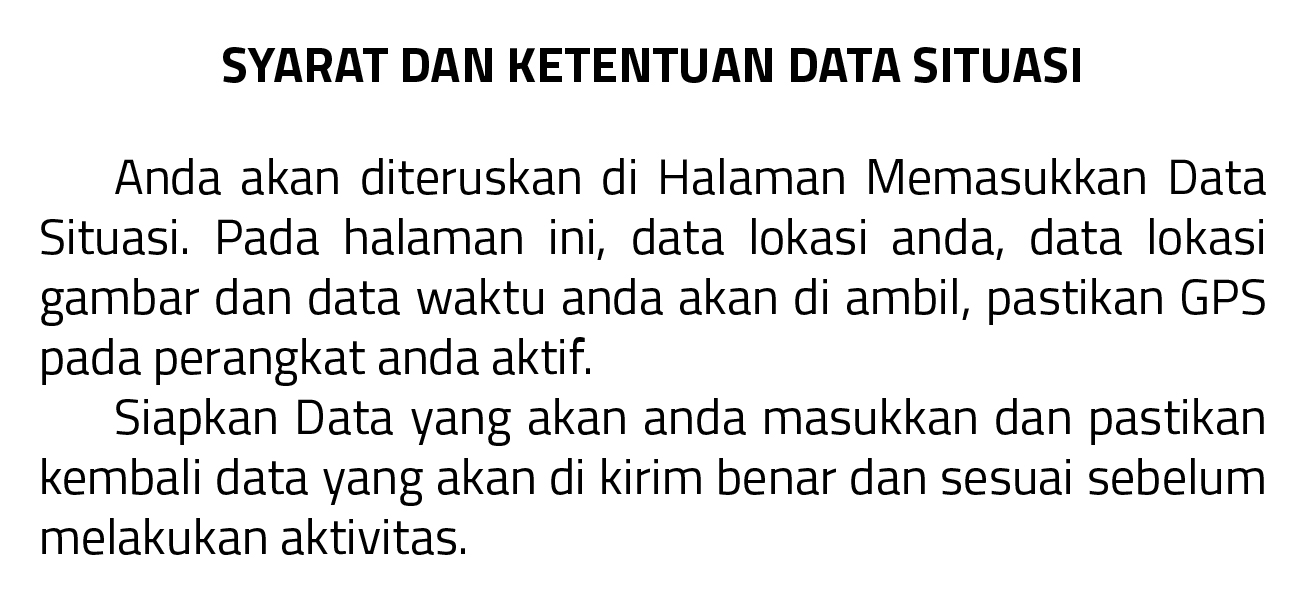 SYARAT DAN KETENTUAN DATA SITUASI
Anda akan diteruskan di Halaman Memasukkan Data
Situasi. Pada halaman ini, data lokasi anda, data lokasi
gambar dan data waktu anda akan di ambil, pastikan GPS
pada perangkat anda aktif.
Siapkan Data yang akan anda masukkan dan pastikan
kembali data yang akan di kirim benar dan sesuai sebelum
melakukan aktivitas.